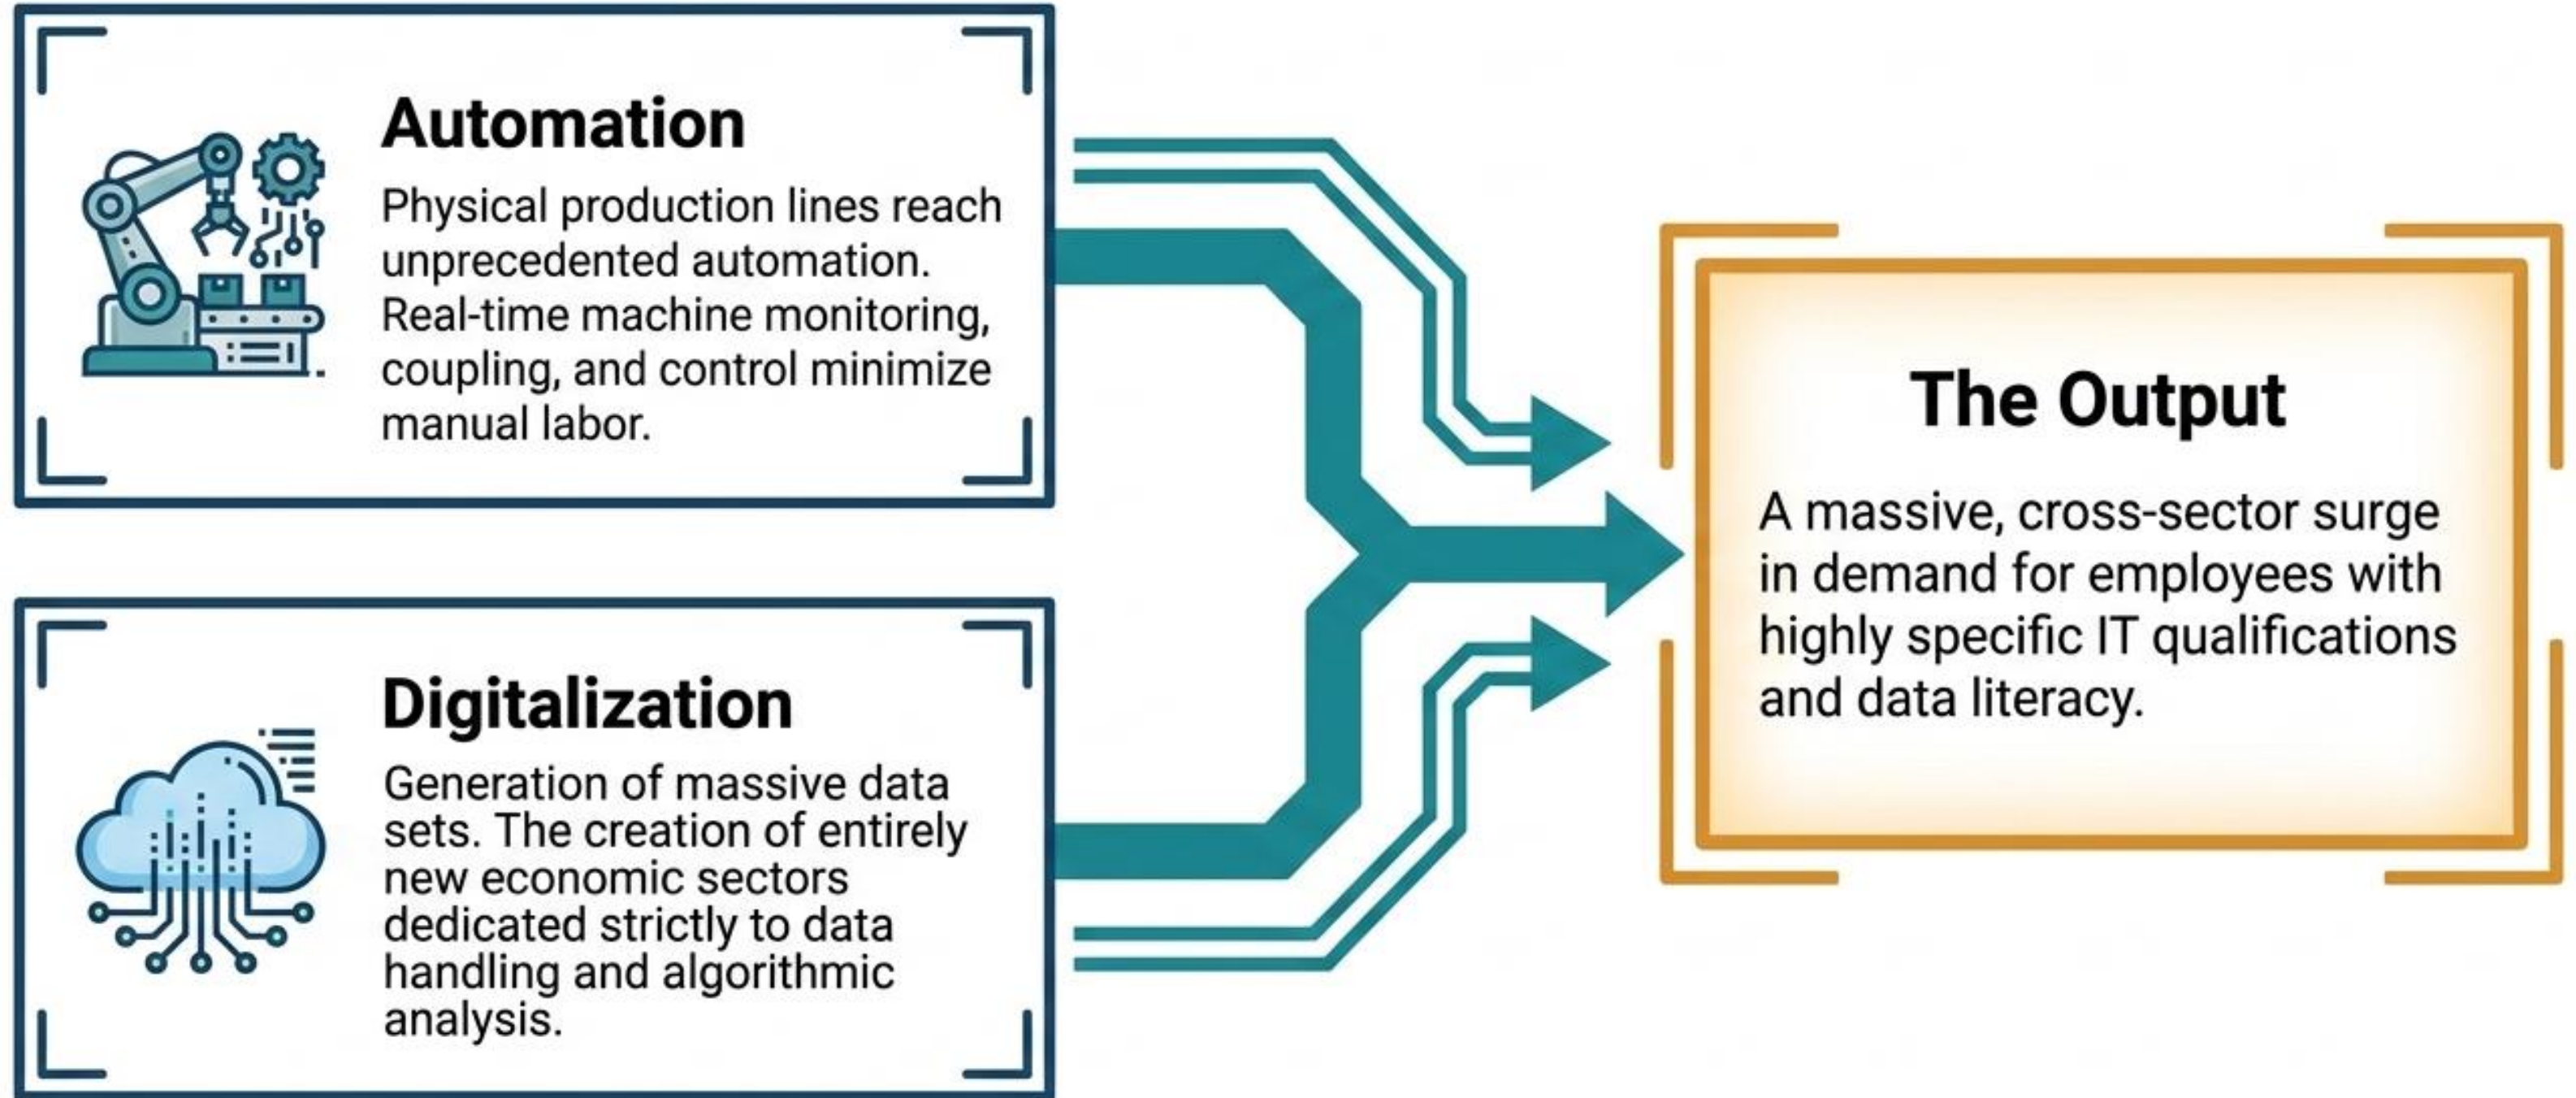 Automation
Physical production lines reach
unprecedented automation.
Real-time machine monitoring,
coupling, and control minimize
manual labor.
Digitalization
Generation of massive data
sets. The creation of entirely
new economic sectors
dedicated strictly to data
handling and algorithmic
analysis.
The Output
A massive, cross-sector surge
in demand for employees with
highly specific IT qualifications
and data literacy.